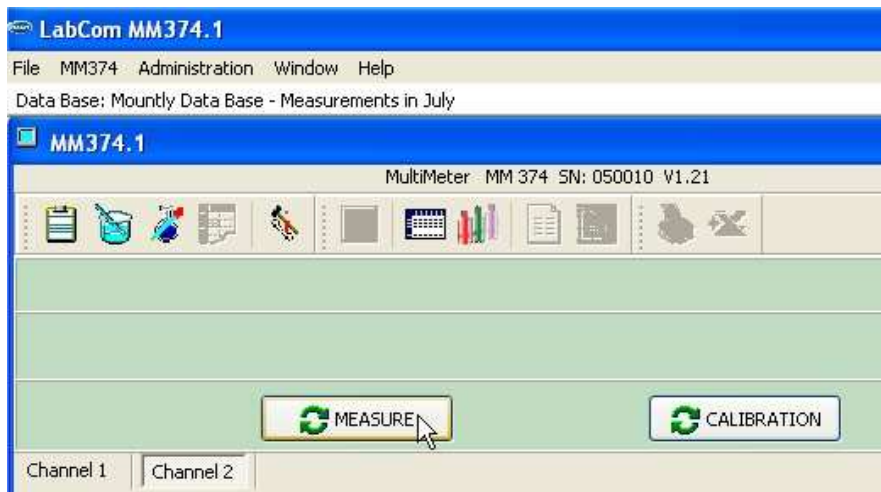 LabCom MM374.1
File MM374 Administration Window Help
Data Base: Mountly Data Base - Measurements in July
MM374.1
MultiMeter MM 374 SN: 050010 V1.21
MEASURE CALIBRATION
Channel 1 Channel 2